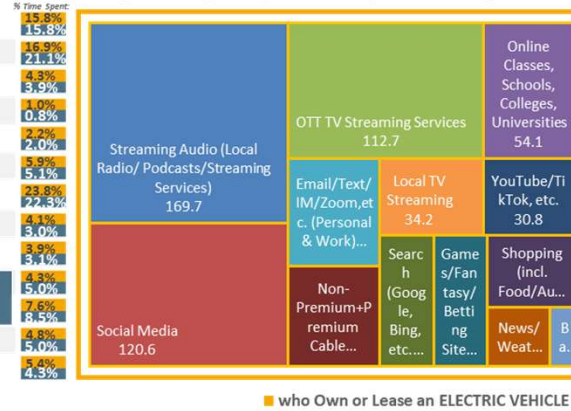 % Time Spent:
15.8%
15.8%
16.9%
21.1%
4.3%
3.9%
1.0%
0.8%
2.2%
2.0%
5.9%
5.1%
23.8%
22.3%
4.1%
3.0%
3.9%
3.1%
4.3%
5.0%
7.6%
8.5%
4.8%
5.0%
5.4%
4.3%
Streaming Audio (Local
Radio/ Podcasts/Streaming
Services)
169.7
Social Media
120.6
OTT TV Streaming Services
112.7
Online
Classes,
Schools,
Colleges,
Universities
54.1
Email/Text/
IM/Zoom,et
c. (Personal
& Work)...
Local TV
Streaming
34.2
YouTube/Ti
kTok, etc.
30.8
Non-
Premium+P
remium
Cable...
Searc
h
(Goog
le,
Bing,
etc....
Game
s/Fan
tasy/
Betti
ng
Site...
Shopping
(incl.
Food/Au...
News/
Weat...
B
a.
who Own or Lease an ELECTRIC VEHICLE